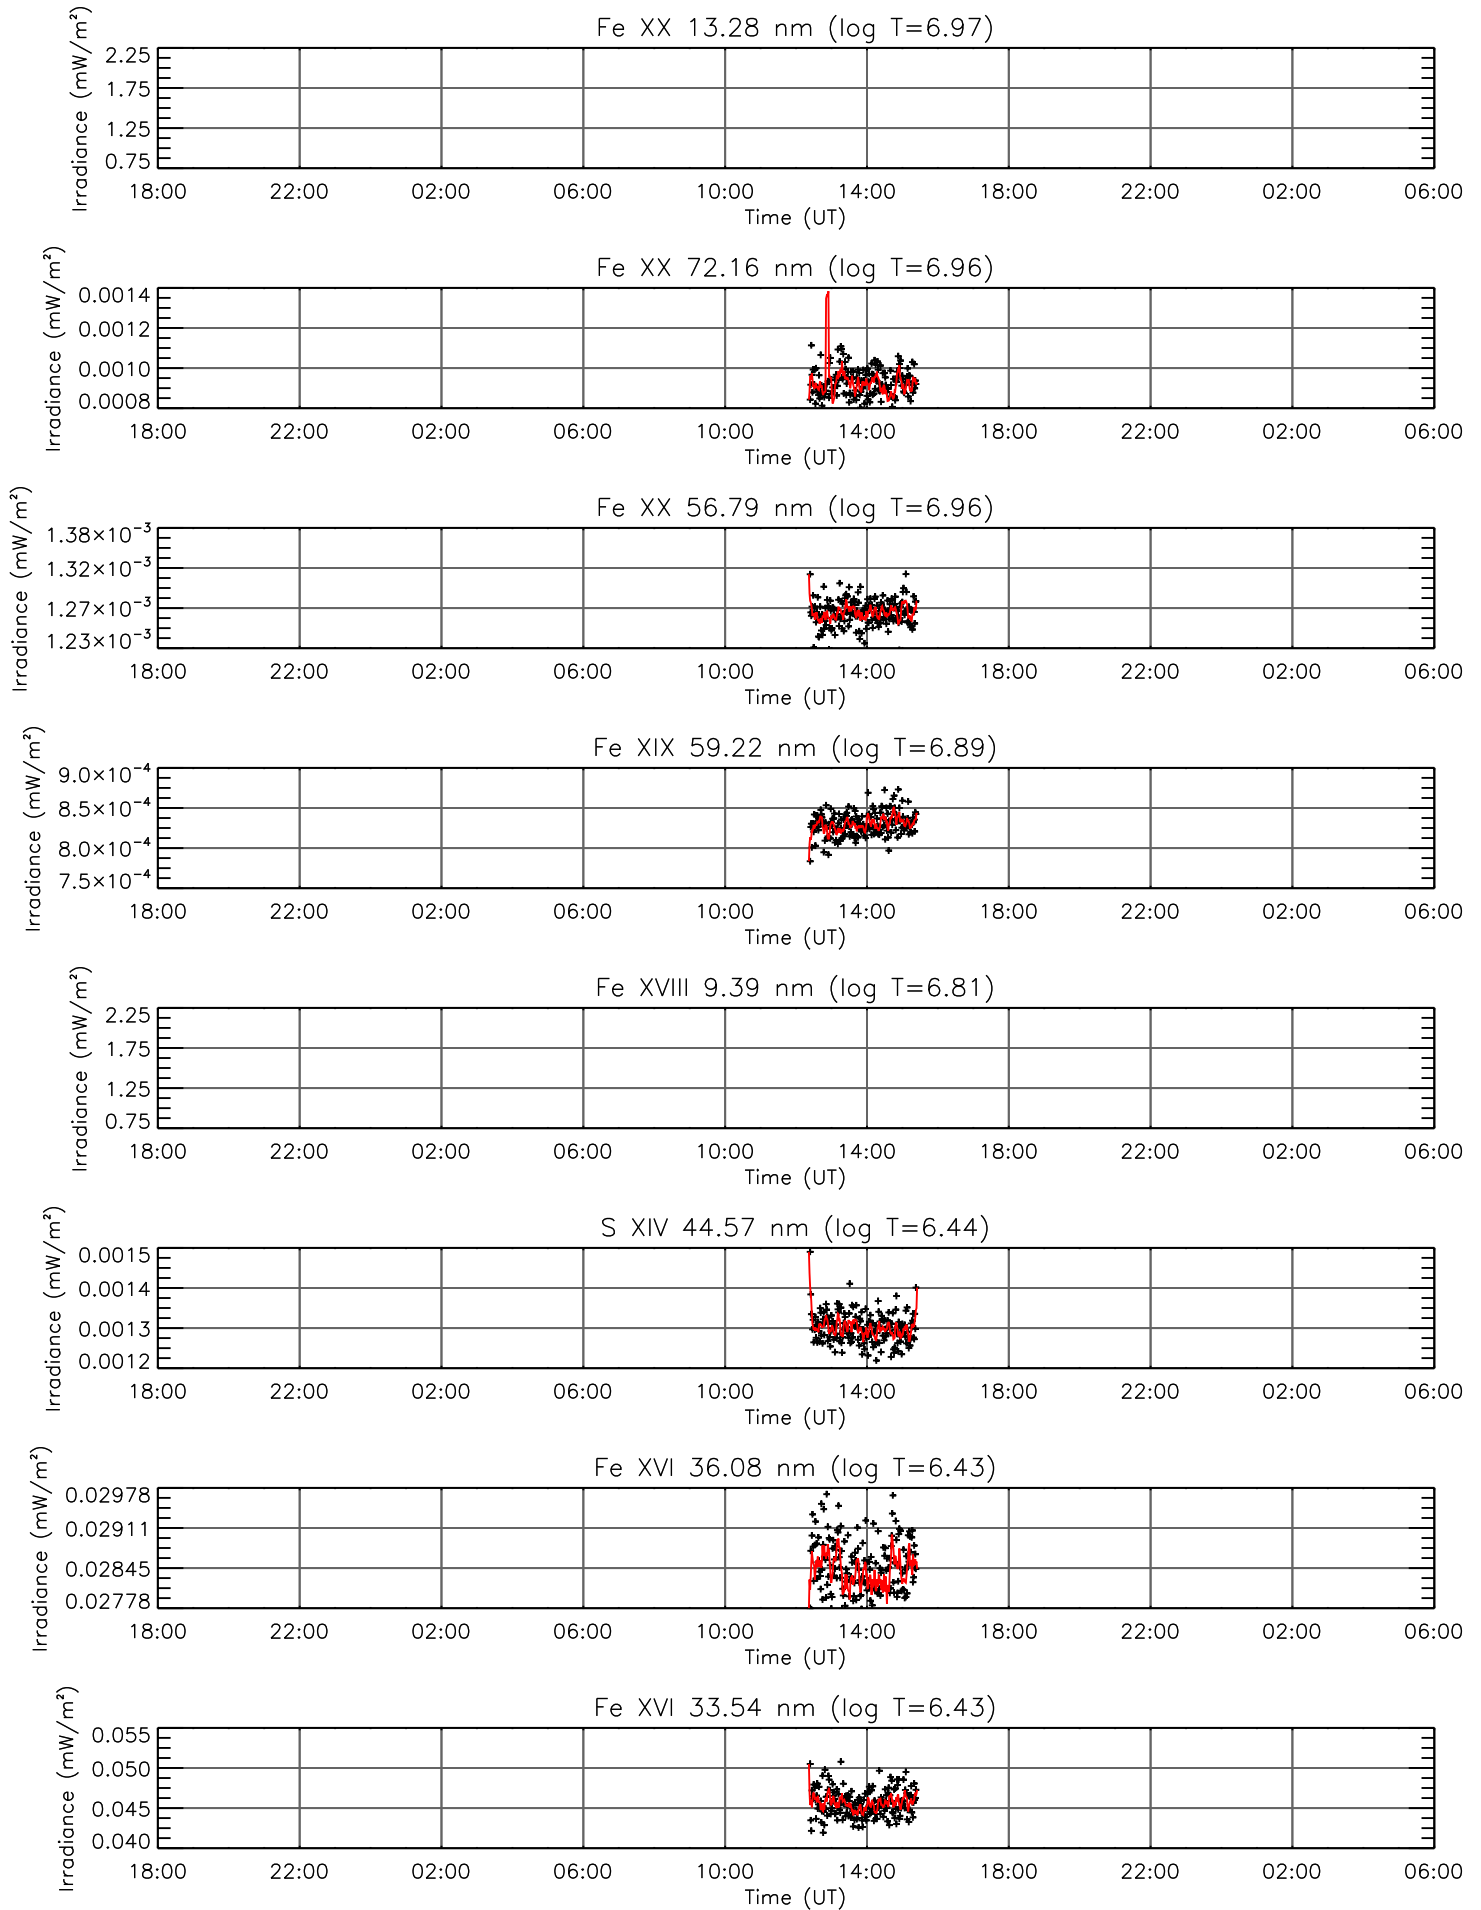 Fe XX 13.28 nm (log T=6.97)
Irradiance (mW/m²)
2.25
1.75
1.25
0.75
18:00 22:00 02:00 06:00 10:00 14:00 18:00 22:00 02:00 06:00
Time (UT)
Fe XX 72.16 nm (log T=6.96)
Irradiance (mW/m²)
0.0014
0.0012
0.0010
0.0008
18:00 22:00 02:00 06:00 10:00 14:00 18:00 22:00 02:00 06:00
Time (UT)
Fe XX 56.79 nm (log T=6.96)
Irradiance (mW/m²)
1.38×10⁻³
1.32×10⁻³
1.27×10⁻³
1.23×10⁻³
18:00 22:00 02:00 06:00 10:00 14:00 18:00 22:00 02:00 06:00
Time (UT)
Fe XIX 59.22 nm (log T=6.89)
Irradiance (mW/m²)
9.0×10⁻⁴
8.5×10⁻⁴
8.0×10⁻⁴
7.5×10⁻⁴
18:00 22:00 02:00 06:00 10:00 14:00 18:00 22:00 02:00 06:00
Time (UT)
Fe XVIII 9.39 nm (log T=6.81)
Irradiance (mW/m²)
2.25
1.75
1.25
0.75
18:00 22:00 02:00 06:00 10:00 14:00 18:00 22:00 02:00 06:00
Time (UT)
S XIV 44.57 nm (log T=6.44)
Irradiance (mW/m²)
0.0015
0.0014
0.0013
0.0012
18:00 22:00 02:00 06:00 10:00 14:00 18:00 22:00 02:00 06:00
Time (UT)
Fe XVI 36.08 nm (log T=6.43)
Irradiance (mW/m²)
0.02978
0.02911
0.02845
0.02778
18:00 22:00 02:00 06:00 10:00 14:00 18:00 22:00 02:00 06:00
Time (UT)
Fe XVI 33.54 nm (log T=6.43)
Irradiance (mW/m²)
0.055
0.050
0.045
0.040
18:00 22:00 02:00 06:00 10:00 14:00 18:00 22:00 02:00 06:00
Time (UT)